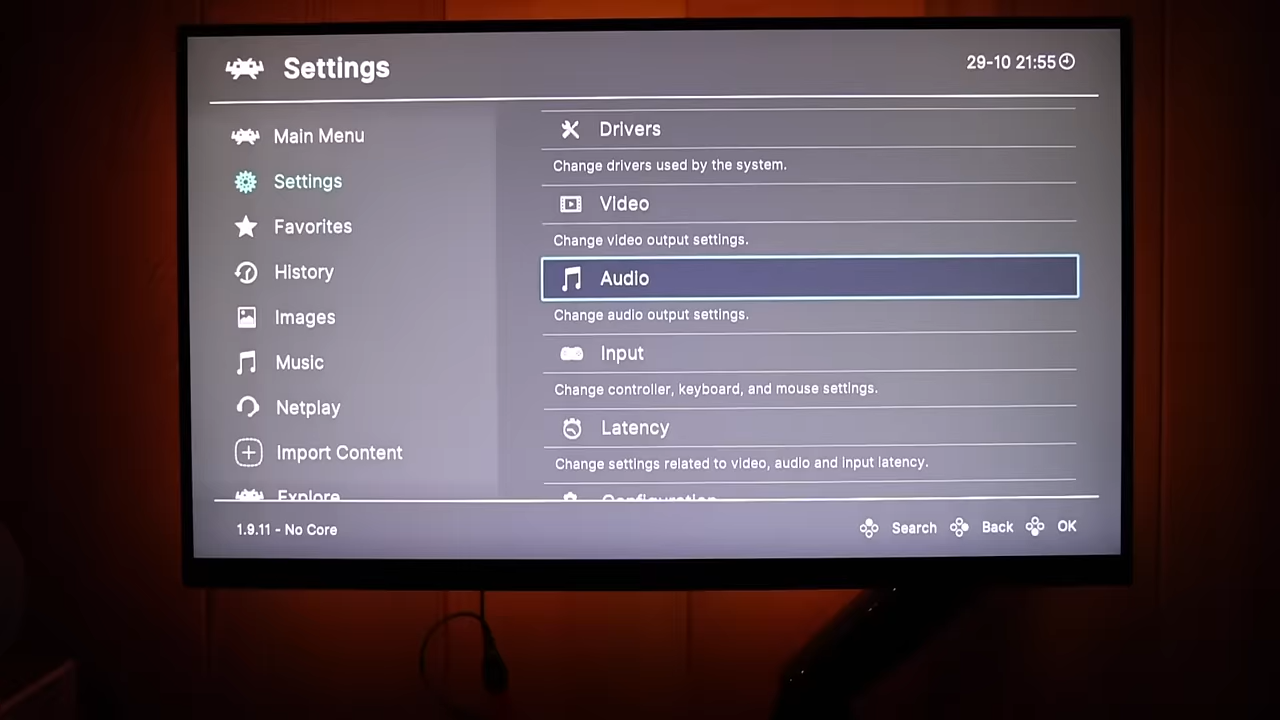 Settings
29-10 21:55
Main Menu
Settings
Favorites
History
Images
Music
Netplay
Import Content
Explore
Drivers
Change drivers used by the system.
Video
Change video output settings.
Audio
Change audio output settings.
Input
Change controller, keyboard, and mouse settings.
Latency
Change settings related to video, audio and input latency.
Configuration
1.9.11 - No Core
Search
Back
OK